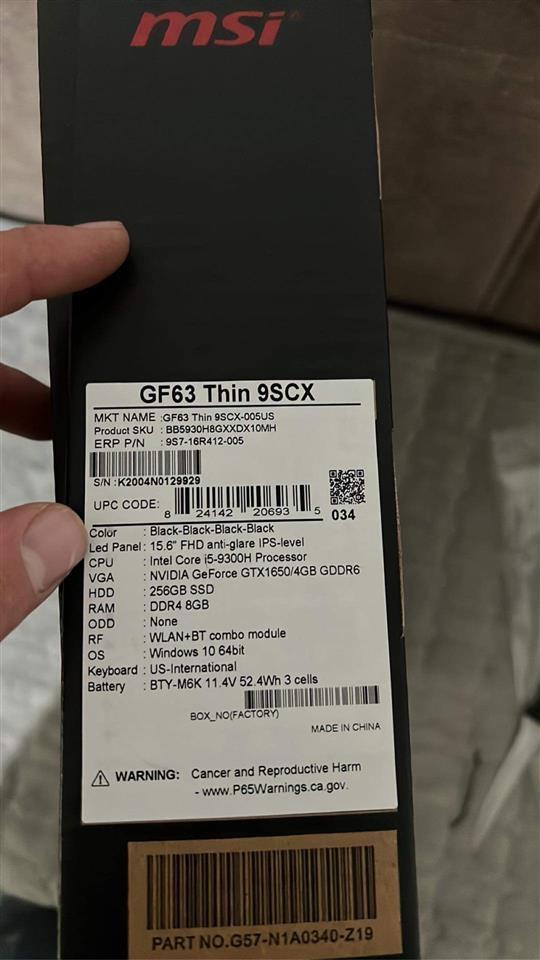 msi
GF63 Thin 9SCX
MKT NAME :GF63 Thin 9SCX-005US
Product SKU : BB5930H8GXXDX10MH
ERP P/N : 9S7-16R412-005
S/N :K2004N0129929
UPC CODE: 8 24142 20693 5
034
Color : Black-Black-Black-Black
Led Panel : 15.6" FHD anti-glare IPS-level
CPU : Intel Core i5-9300H Processor
VGA : NVIDIA GeForce GTX1650/4GB GDDR6
HDD : 256GB SSD
RAM : DDR4 8GB
ODD : None
RF : WLAN+BT combo module
OS : Windows 10 64bit
Keyboard : US-International
Battery : BTY-M6K 11.4V 52.4Wh 3 cells
BOX_NO(FACTORY)
MADE IN CHINA
WARNING: Cancer and Reproductive Harm
- www.P65Warnings.ca.gov.
PART NO.G57-N1A0340-Z19